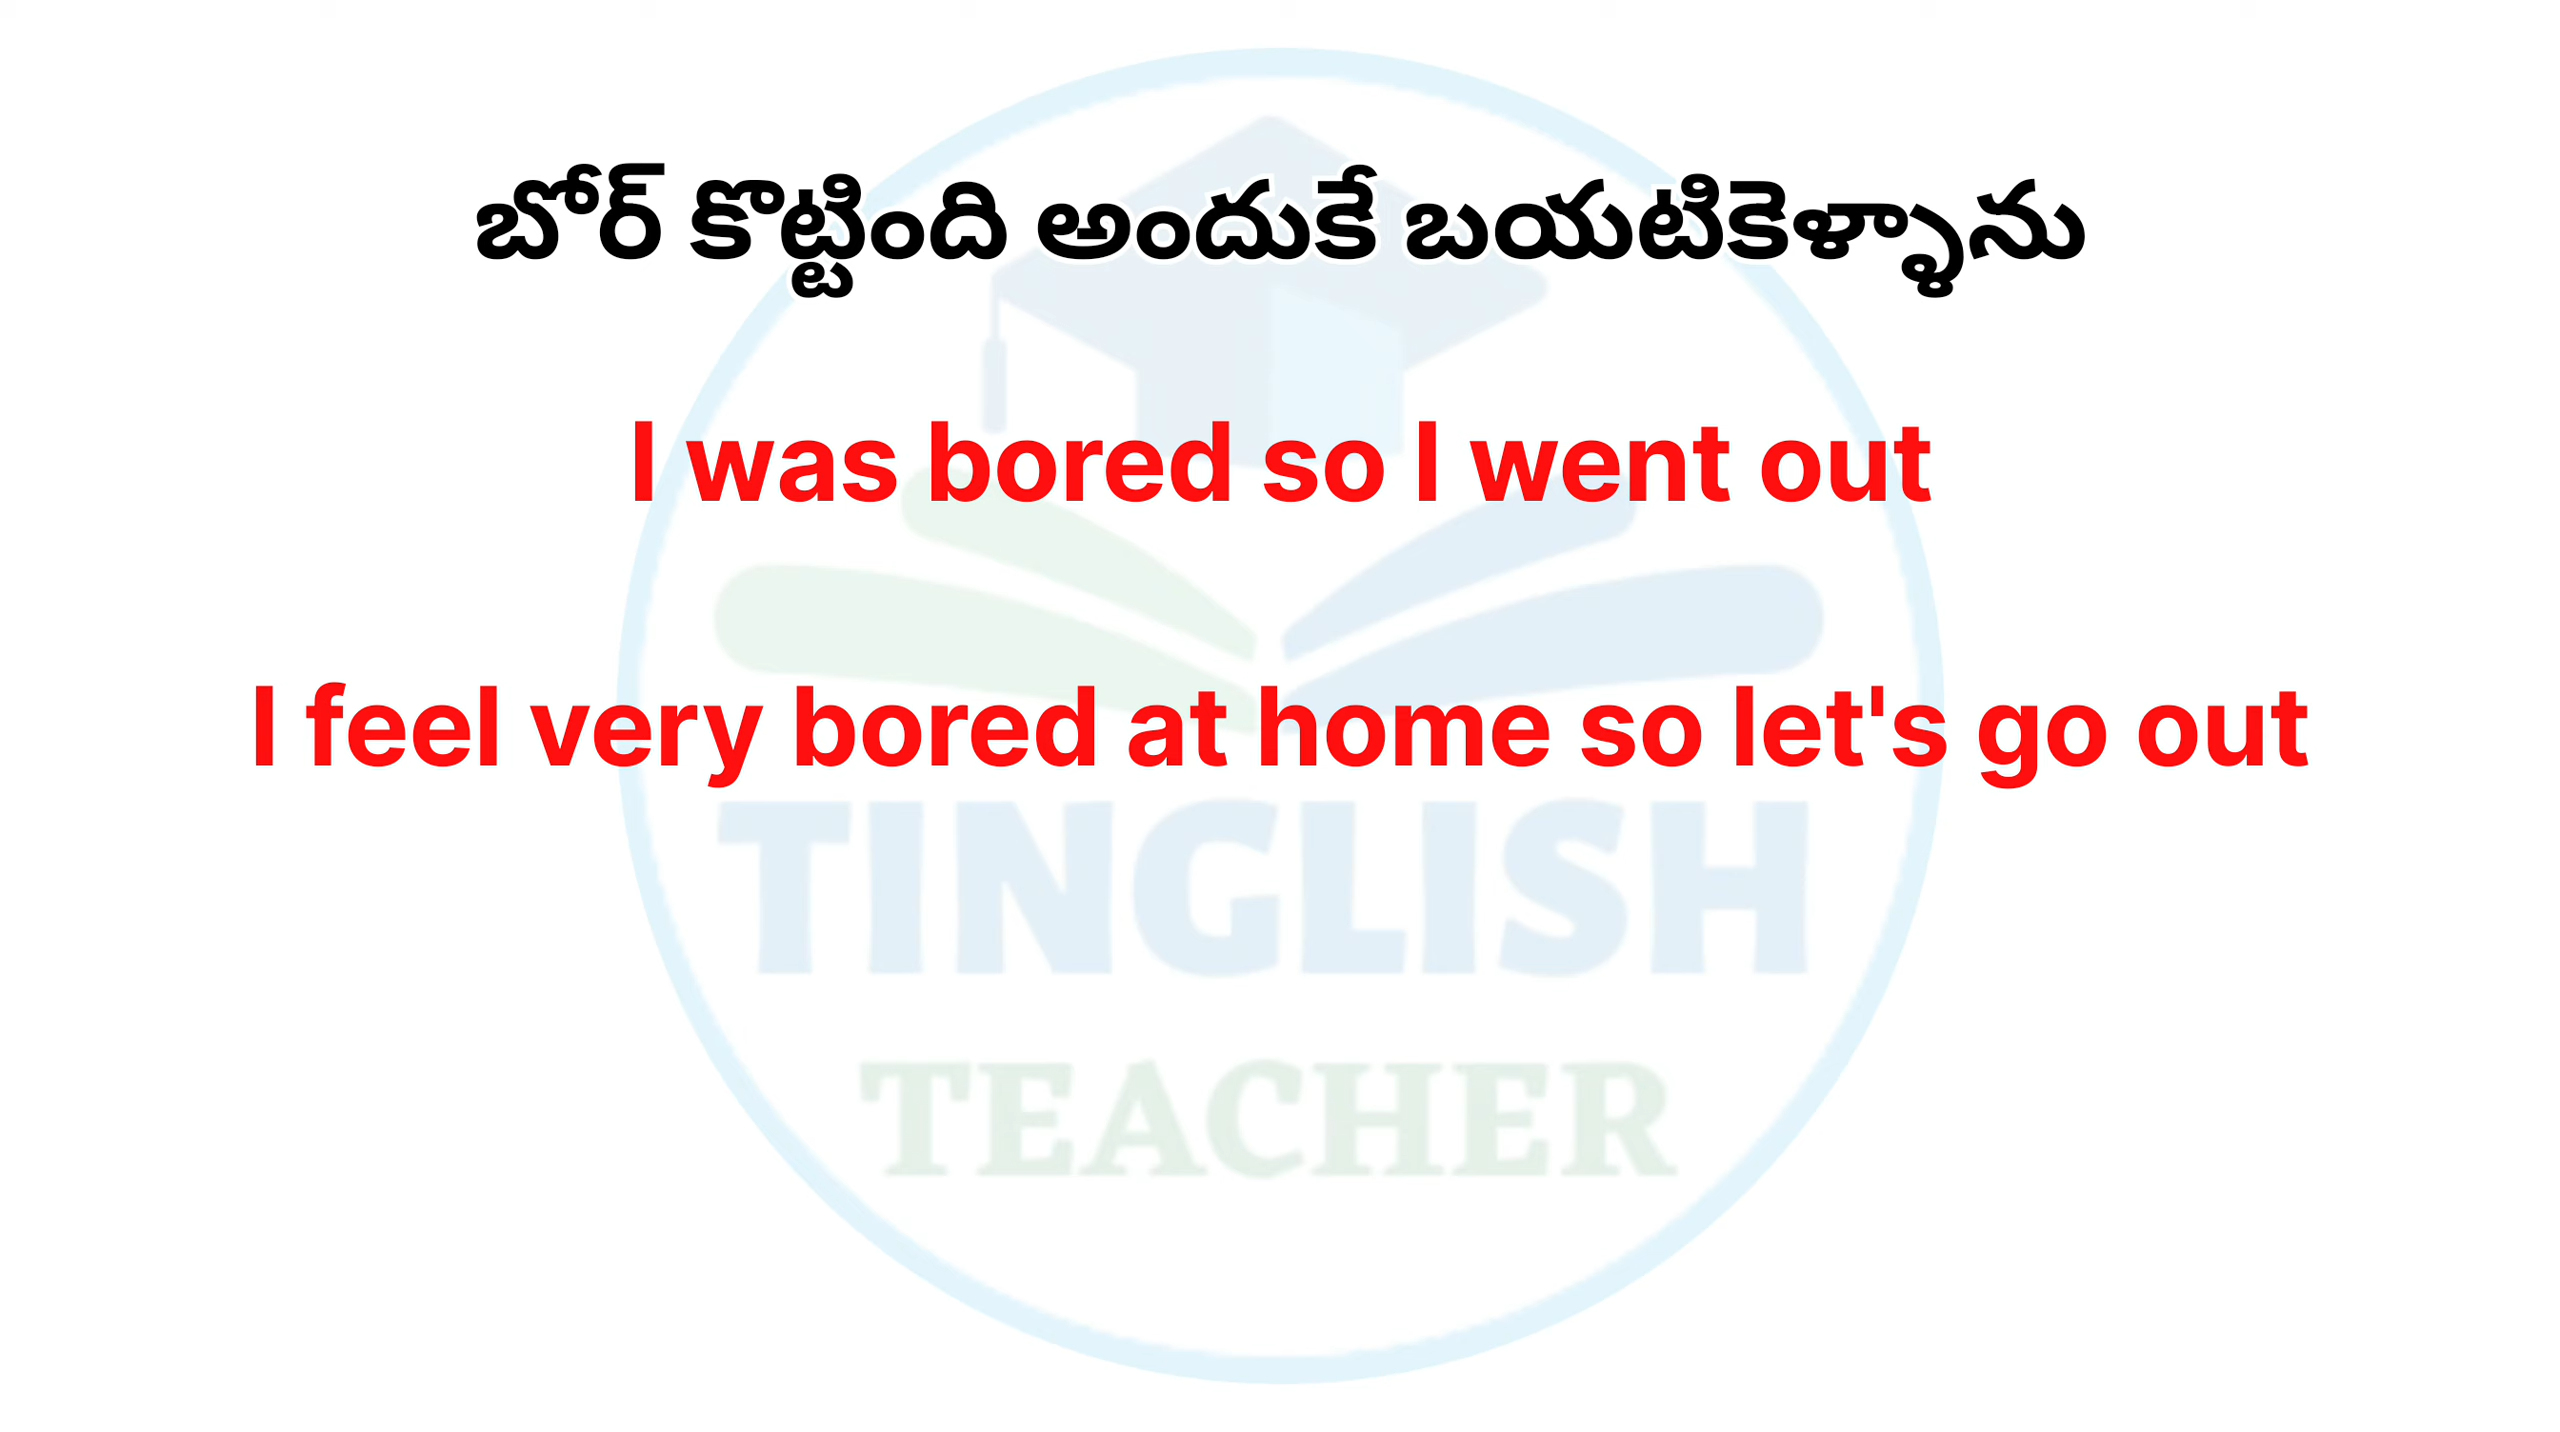 బోర్ కొట్టింది అందుకే బయటికెళ్ళాను
I was bored so I went out
I feel very bored at home so let's go out
TINGLISH
TEACHER